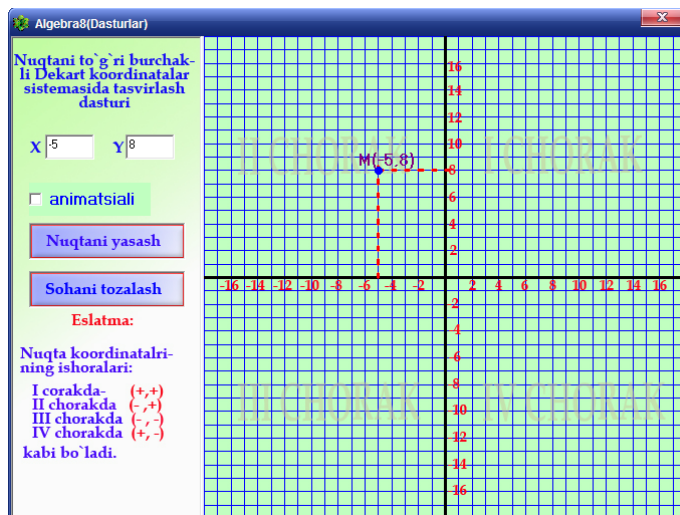 Algebra8(Dasturlar)
Nuqtani to`g`ri burchak-
li Dekart koordinatalar
sistemasida tasvirlash
dasturi
X -5 Y 8
animatsiali
Nuqtani yasash
Sohani tozalash
Eslatma:
Nuqta koordinatalri-
ning ishoralari:
I corakda- (+,+)
II chorakda (- ,+)
III chorakda (- , -)
IV chorakda (+, -)
kabi bo`ladi.
16
14
12
10
II CHORAK I CHORAK
M(-5,8)
8
6
4
2
-16 -14 -12 -10 -8 -6 -4 -2 2 4 6 8 10 12 14 16
-2
-4
-6
-8
III CHORAK IV CHORAK
-10
-12
-14
16